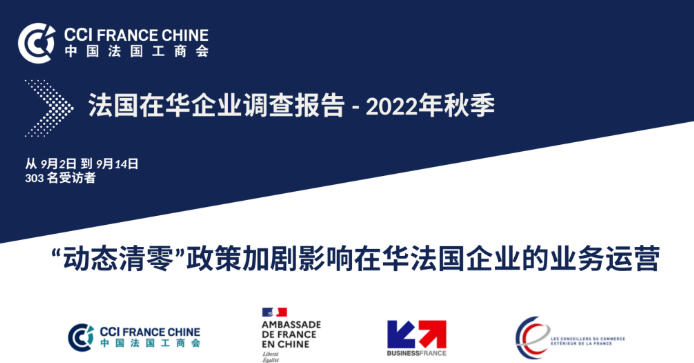 CCI FRANCE CHINE
中国法国工商会
法国在华企业调查报告 - 2022年秋季
从 9月2日 到 9月14日
303 名受访者
“动态清零”政策加剧影响在华法国企业的业务运营
CCI FRANCE CHINE
中国法国工商会
AMBASSADE
DE FRANCE
EN CHINE
Liberté
Égalité
BUSINESSFRANCE
LES CONSEILLERS DU COMMERCE
EXTÉRIEUR DE LA FRANCE